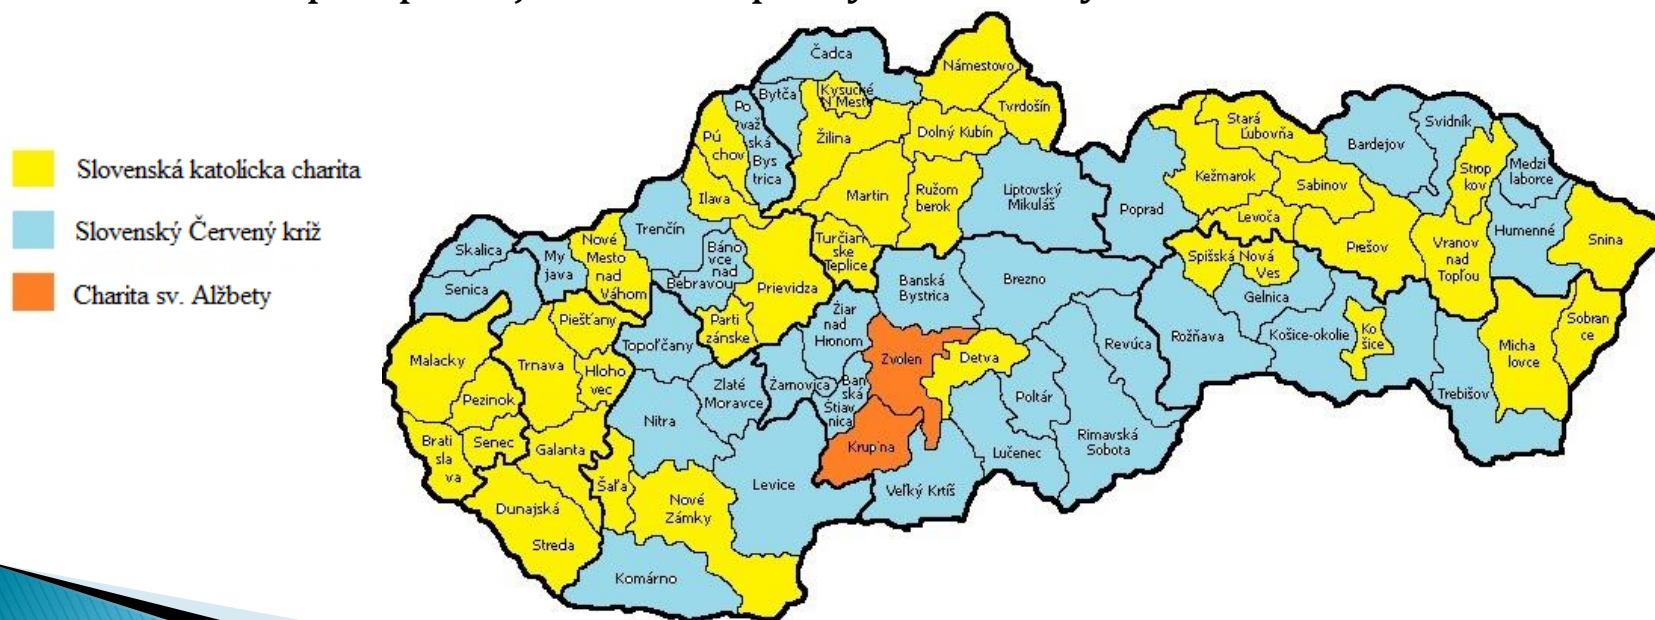 Slovenská katolícka charita
Slovenský Červený kríž
Charita sv. Alžbety
Čadca
Námestovo
Bytča
Kysucké
N.Mesto
Tvrdošín
Po
važ
ská
Bys
trica
Pú
chov
Žilina
Dolný Kubín
Ilava
Martin
Ružom
berok
Liptovský
Mikuláš
Poprad
Stará
Ľubovňa
Kežmarok
Levoča
Sabinov
Bardejov
Svidník
Strop
kov
Medzi
laborce
Prešov
Vranov
nad
Topľou
Humenné
Snina
Skalica
Senica
My
java
Nové
Mesto
nad
Váhom
Trenčín
Báno
vce nad
Bebravou
Prievidza
Turčian
ske
Teplice
Banská
Bystrica
Brezno
Spišská Nová
Ves
Gelnica
Rožňava
Košice-okolie
Ko
šice
Trebišov
Micha
lovce
Sobran
ce
Malacky
Pezinok
Brati
sla
va
Senec
Trnava
Piešťany
Hloho
vec
Galanta
Dunajská
Streda
Šaľa
Topoľčany
Parti
zánske
Nitra
Zlaté
Moravce
Nové
Zámky
Komárno
Levice
Žiar
nad
Hronom
Žarnovica
Ban
ská
Štiav
nica
Zvolen
Detva
Krupina
Veľký Krtíš
Lučenec
Poltár
Rimavská
Sobota
Revúca